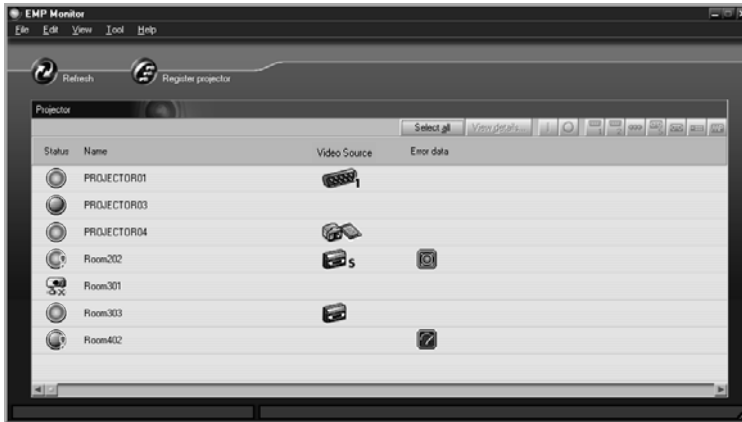 EMP Monitor
File Edit View Tool Help
Refresh Register projector
Projector
Select all View details...
Status Name Video Source Error data
PROJECTOR01 1
PROJECTOR03
PROJECTOR04
Room202 S
Room301
Room303
Room402